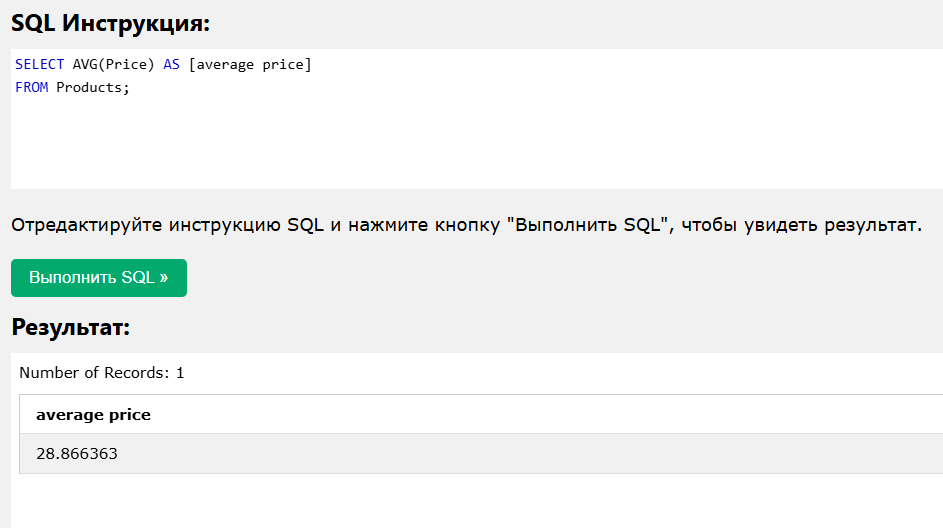 SQL Инструкция:
SELECT AVG(Price) AS [average price]
FROM Products;
Отредактируйте инструкцию SQL и нажмите кнопку "Выполнить SQL", чтобы увидеть результат.
Выполнить SQL »
Результат:
Number of Records: 1
average price
28.866363